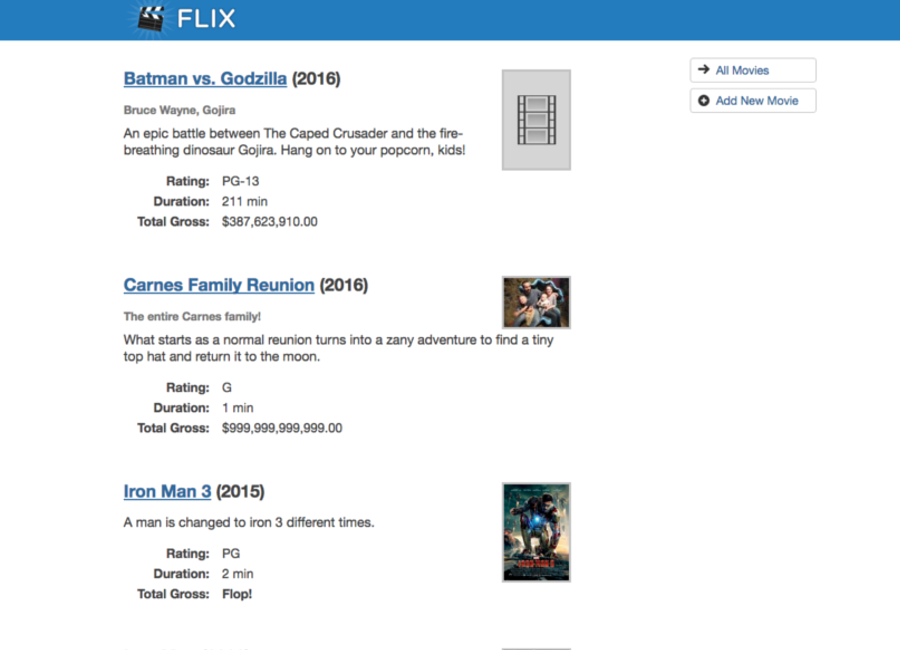 FLIX
Batman vs. Godzilla (2016)
Bruce Wayne, Gojira
An epic battle between The Caped Crusader and the fire-
breathing dinosaur Gojira. Hang on to your popcorn, kids!
Rating: PG-13
Duration: 211 min
Total Gross: $387,623,910.00
Carnes Family Reunion (2016)
The entire Carnes family!
What starts as a normal reunion turns into a zany adventure to find a tiny
top hat and return it to the moon.
Rating: G
Duration: 1 min
Total Gross: $999,999,999,999.00
Iron Man 3 (2015)
A man is changed to iron 3 different times.
Rating: PG
Duration: 2 min
Total Gross: Flop!
IRON MAN 3
All Movies
Add New Movie